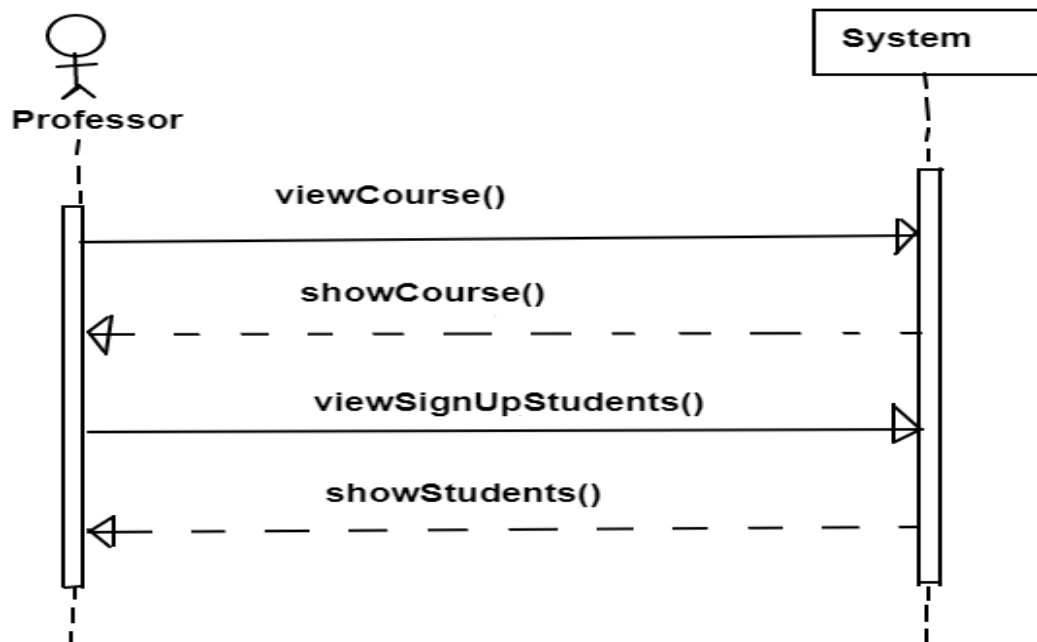 System
Professor
viewCourse()
showCourse()
viewSignUpStudents()
showStudents()